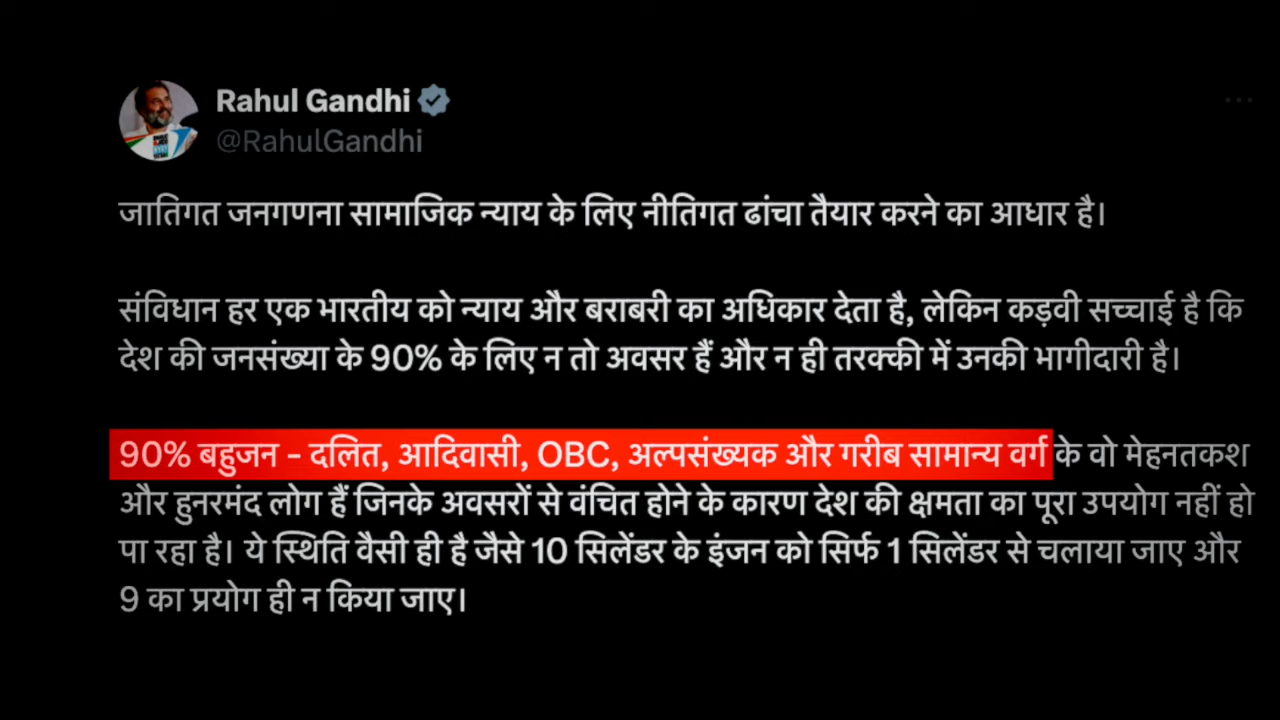 Rahul Gandhi
@RahulGandhi
जातिगत जनगणना सामाजिक न्याय के लिए नीतिगत ढांचा तैयार करने का आधार है।
संविधान हर एक भारतीय को न्याय और बराबरी का अधिकार देता है, लेकिन कड़वी सच्चाई है कि
देश की जनसंख्या के 90% के लिए न तो अवसर हैं और न ही तरक्की में उनकी भागीदारी है।
90% बहुजन - दलित, आदिवासी, OBC, अल्पसंख्यक और गरीब सामान्य वर्ग के वो मेहनतकश
और हुनरमंद लोग हैं जिनके अवसरों से वंचित होने के कारण देश की क्षमता का पूरा उपयोग नहीं हो
पा रहा है। ये स्थिति वैसी ही है जैसे 10 सिलेंडर के इंजन को सिर्फ 1 सिलेंडर से चलाया जाए और
9 का प्रयोग ही न किया जाए।